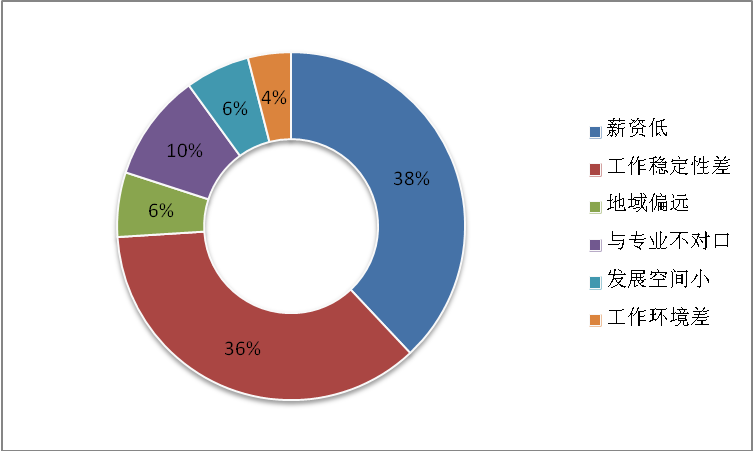 38%
36%
6%
10%
6%
4%
薪资低
工作稳定性差
地域偏远
与专业不对口
发展空间小
工作环境差